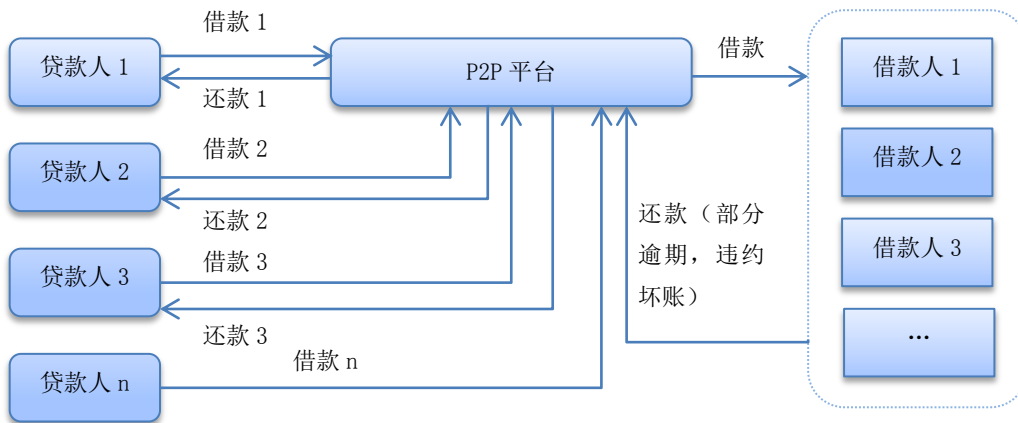 借款 1
贷款人 1
P2P 平台
借款
借款人 1
还款 1
借款 2
贷款人 2
借款人 2
还款 2
还款（部分
逾期，违约
坏账）
借款 3
贷款人 3
借款人 3
还款 3
…
借款 n
贷款人 n